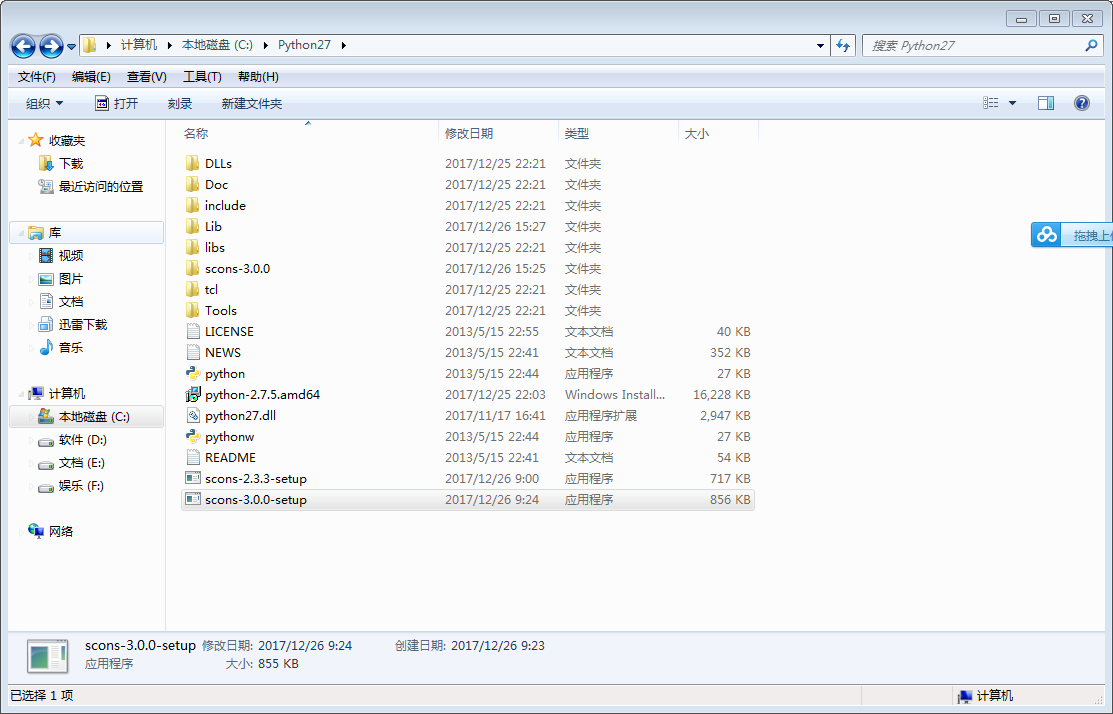 计算机 本地磁盘 (C:) Python27 搜索 Python27
文件(F) 编辑(E) 查看(V) 工具(T) 帮助(H)
组织 打开 刻录 新建文件夹
收藏夹
下载
最近访问的位置
库
视频
图片
文档
迅雷下载
音乐
计算机
本地磁盘 (C:)
软件 (D:)
文档 (E:)
娱乐 (F:)
网络
名称 修改日期 类型 大小
DLLs 2017/12/25 22:21 文件夹
Doc 2017/12/25 22:21 文件夹
include 2017/12/25 22:21 文件夹
Lib 2017/12/26 15:27 文件夹
libs 2017/12/25 22:21 文件夹
scons-3.0.0 2017/12/26 15:25 文件夹
tcl 2017/12/25 22:21 文件夹
Tools 2017/12/25 22:21 文件夹
LICENSE 2013/5/15 22:55 文本文档 40 KB
NEWS 2013/5/15 22:41 文本文档 352 KB
python 2013/5/15 22:44 应用程序 27 KB
python-2.7.5.amd64 2017/12/25 22:03 Windows Install... 16,228 KB
python27.dll 2017/11/17 16:41 应用程序扩展 2,947 KB
pythonw 2013/5/15 22:44 应用程序 27 KB
README 2013/5/15 22:41 文本文档 54 KB
scons-2.3.3-setup 2017/12/26 9:00 应用程序 717 KB
scons-3.0.0-setup 2017/12/26 9:24 应用程序 856 KB
拖拽上
scons-3.0.0-setup 修改日期: 2017/12/26 9:24 创建日期: 2017/12/26 9:23
应用程序 大小: 855 KB
已选择 1 项 计算机